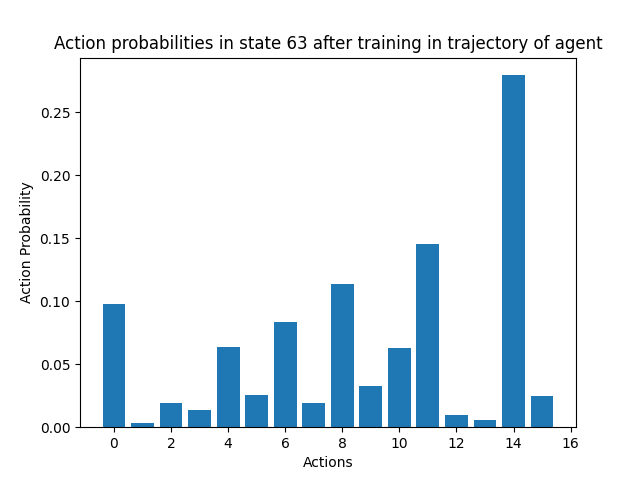 Action probabilities in state 63 after training in trajectory of agent
Action Probability
0.25
0.20
0.15
0.10
0.05
0.00
0 2 4 6 8 10 12 14 16
Actions